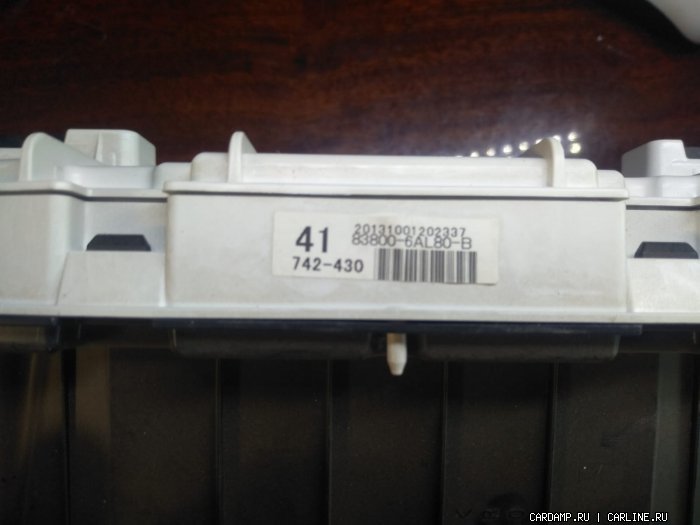 41
20131001202337
83800-6AL80-B
742-430
CARDAMP.RU | CARLINE.RU